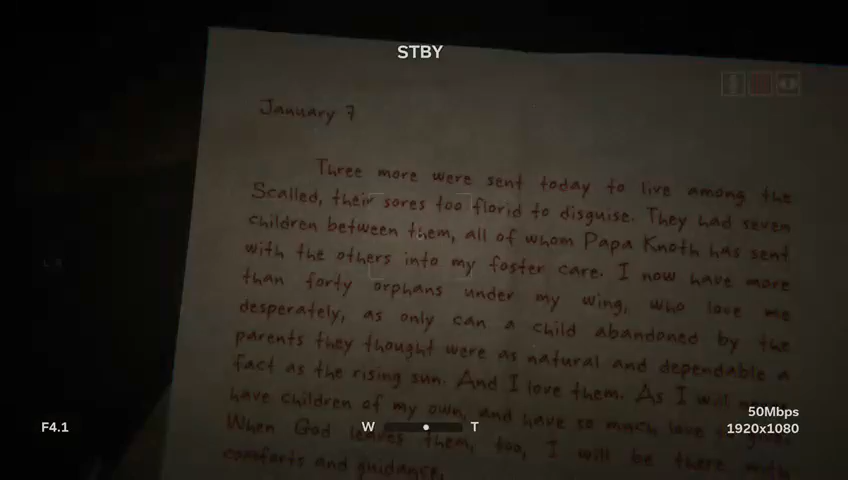 STBY
January 7
Three more were sent today to live among the
Scalled, their sores too florid to disguise. They had seven
children between them, all of whom Papa Knoth has sent
with the others into my foster care. I now have more
than forty orphans under my wing, who love me
desperately, as only can a child abandoned by the
parents they thought were as natural and dependable a
fact as the rising sun. And I love them. As I will
have children of my own, and have so much love
When God leaves them, too, I will be there with
comforts and guidance.
50Mbps
F4.1
W
T
1920x1080